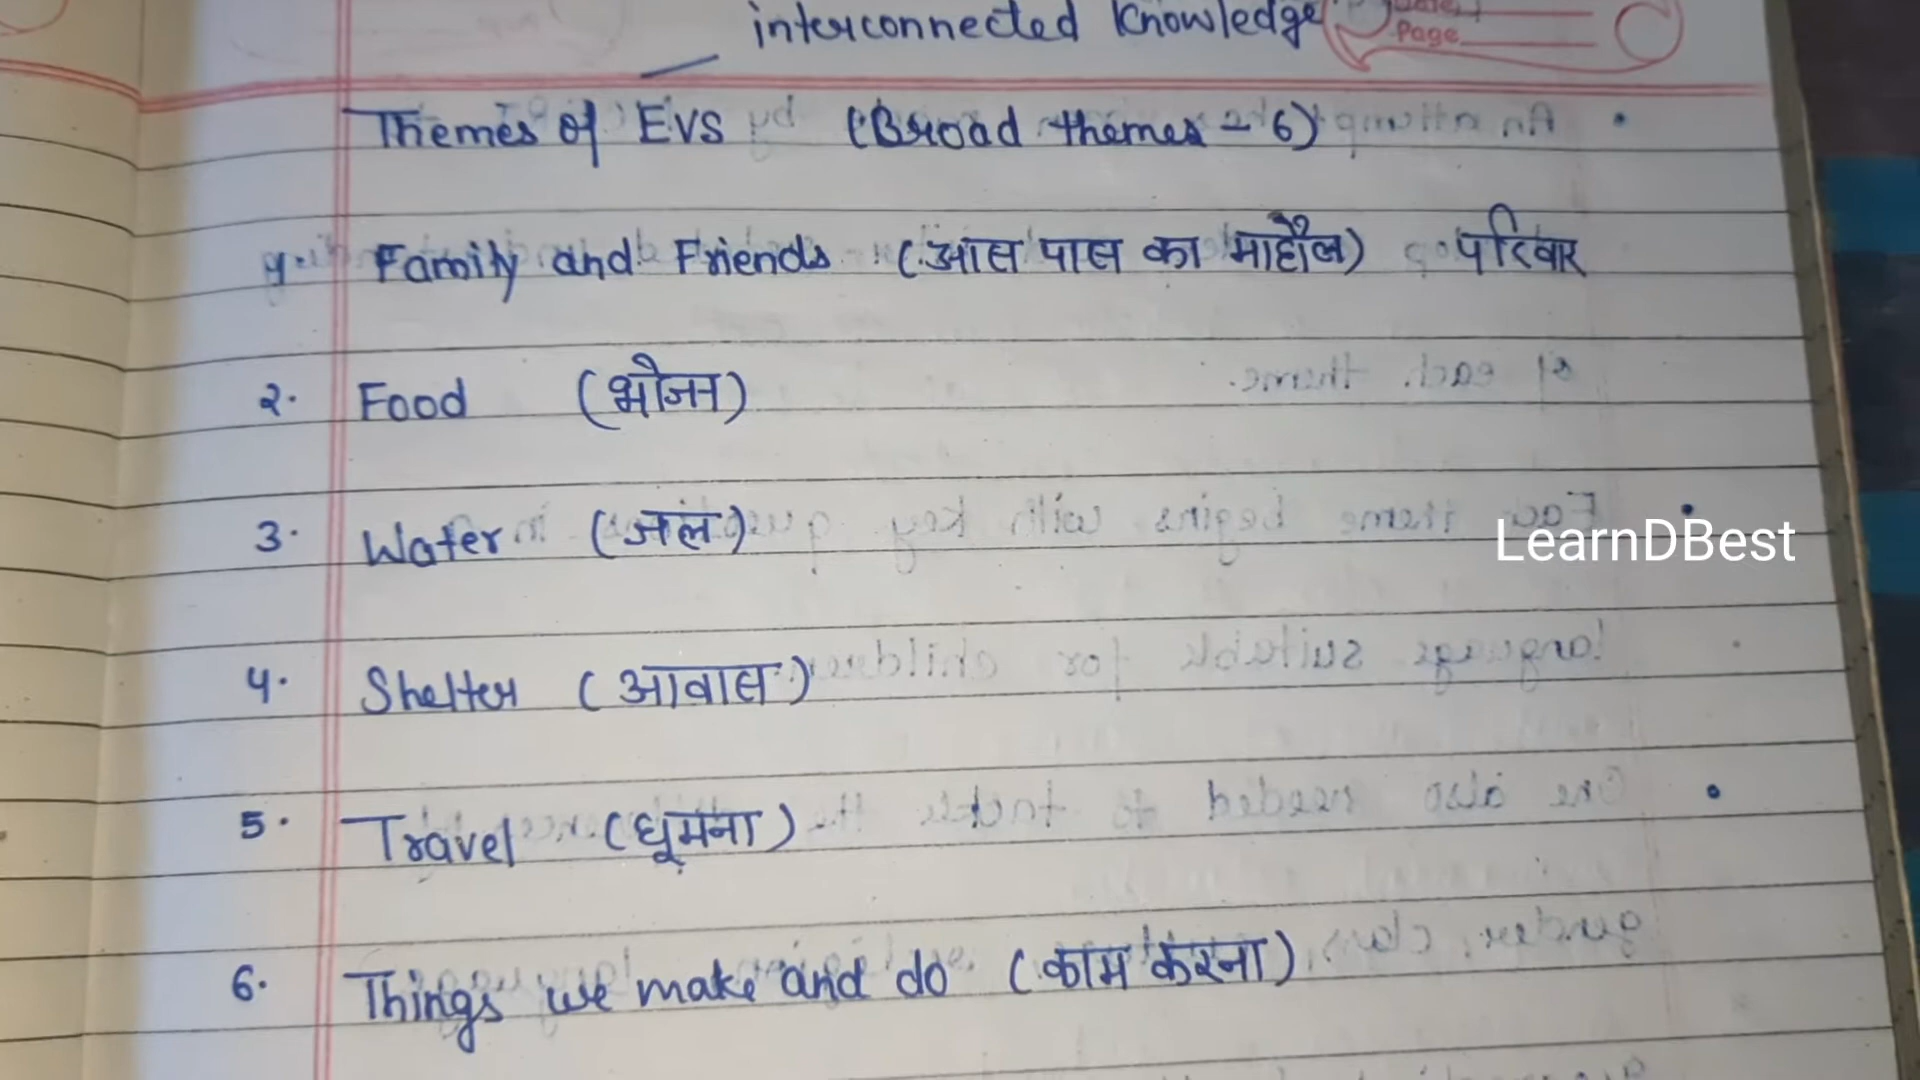 interconnected knowledge
Page
Themes of EVS (Broad themes - 6)
1. Family and Friends (आस पास का माहौल) परिवार
2. Food (भोजन)
3. Water (जल)
LearnDBest
4. Shelter (आवास)
5. Travel (घूमना)
6. Things we make and do (काम करना)